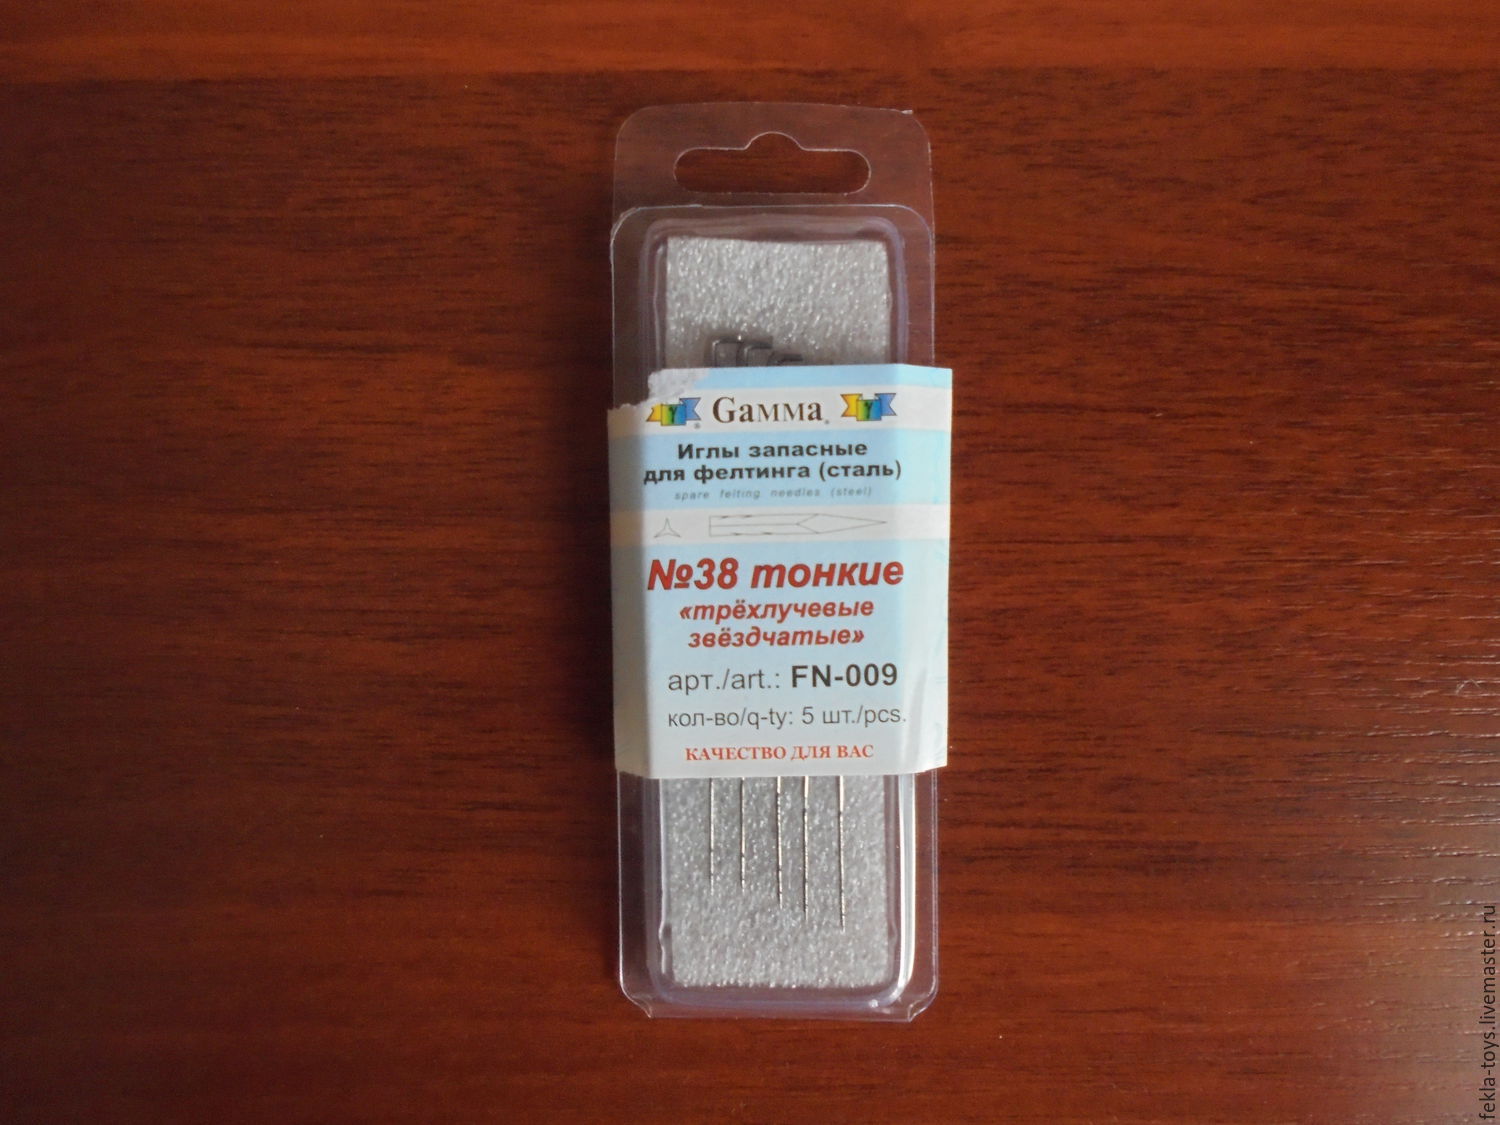 Gamma
Иглы запасные
для фелтинга (сталь)
spare felting needles (steel)
№38 тонкие
«трёхлучевые
звёздчатые»
арт./art.: FN-009
кол-во/q-ty: 5 шт./pcs.
КАЧЕСТВО ДЛЯ ВАС
fekla-toys.livemaster.ru